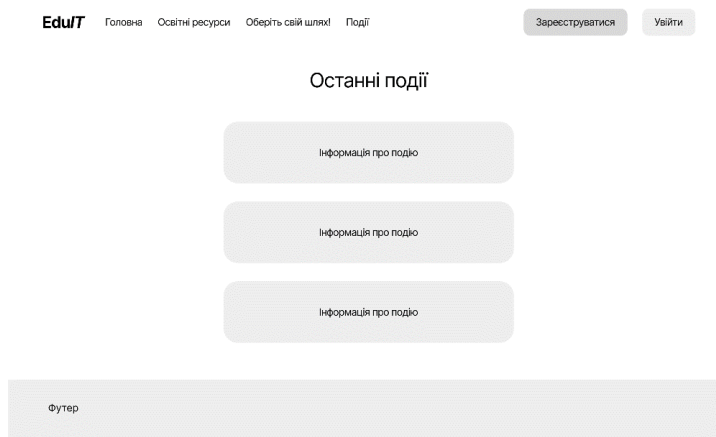 EduIT Головна Освітні ресурси Оберіть свій шлях! Події Зареєструватися Увійти
Останні події
Інформація про подію
Інформація про подію
Інформація про подію
Футер